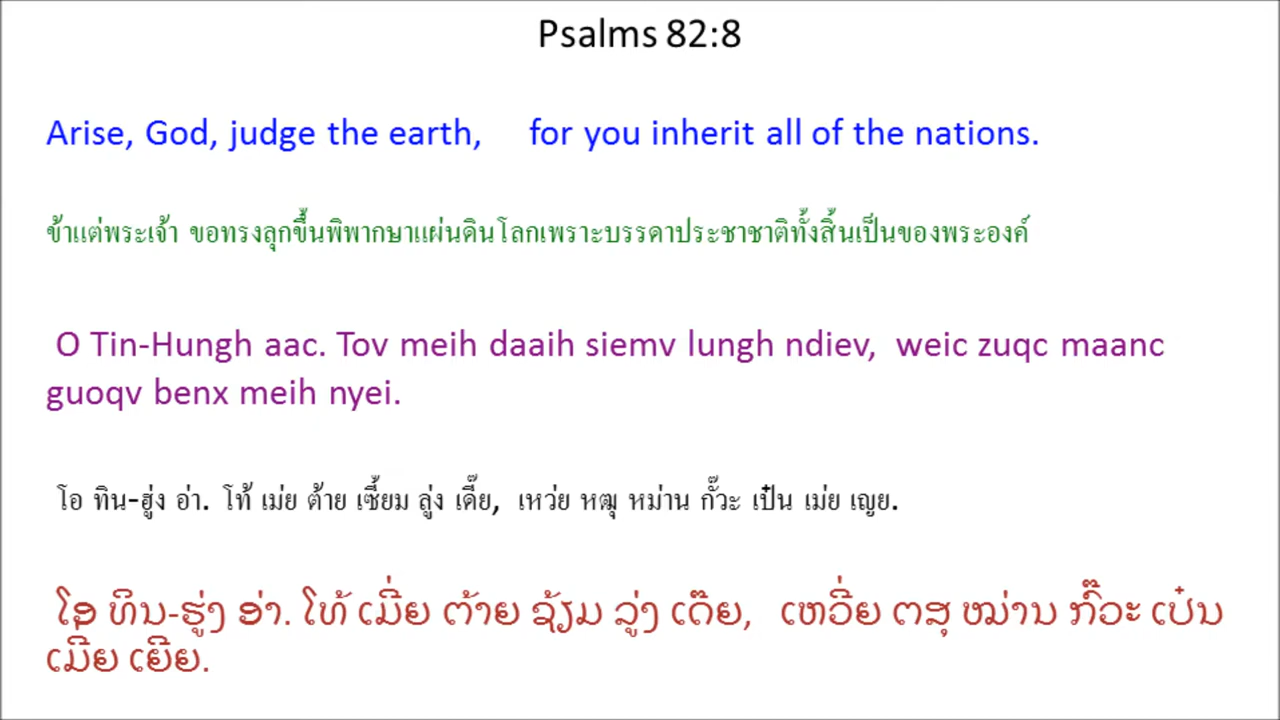 Psalms 82:8
Arise, God, judge the earth, for you inherit all of the nations.
ข้าแต่พระเจ้า ขอทรงลุกขึ้นพิพากษาแผ่นดินโลกเพราะบรรดาประชาชาติทั้งสิ้นเป็นของพระองค์
O Tin-Hungh aac. Tov meih daaih siemv lungh ndiev, weic zuqc maanc
guoqv benx meih nyei.
โอ ทิน-ฮู่ง อ่า. โท้ เม่ย ต้าย เซี้ยม ลู่ง เดี๊ย, เหว่ย หฒุ หม่าน กั๊วะ เป๋น เม่ย เญย.
ໂອ ທິນ-ຮູ່ງ ອ່າ. ໂທ້ ເມີ່ຍ ຕ້າຍ ຊ້ຽມ ລູ່ງ ເດ໊ຍ, ເຫວີ່ຍ ຕສຸ ໝ່ານ ກົ໊ວະ ເປ໋ນ
ເມີ່ຍ ເຍີຍ.